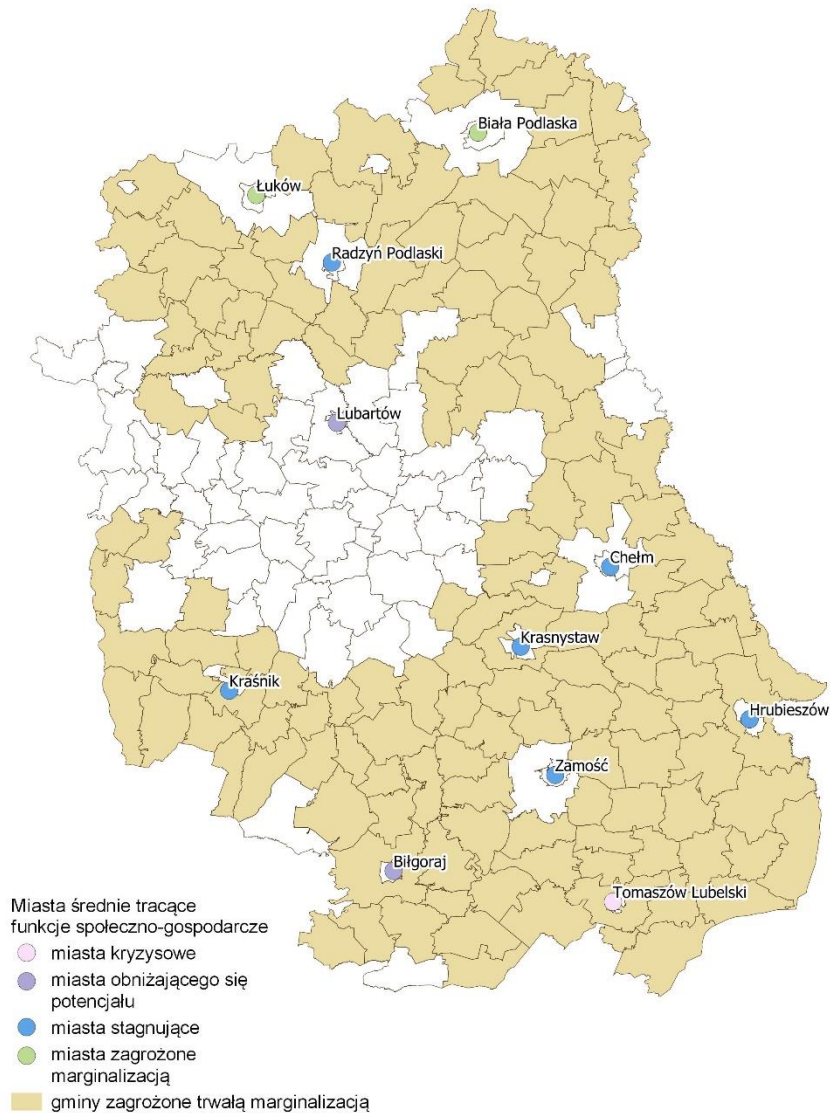 Biała Podlaska
Łuków
Radzyń Podlaski
Lubartów
Chełm
Krasnystaw
Kraśnik
Hrubieszów
Zamość
Biłgoraj
Tomaszów Lubelski
Miasta średnie tracące
funkcje społeczno-gospodarcze
miasta kryzysowe
miasta obniżającego się
potencjału
miasta stagnujące
miasta zagrożone
marginalizacją
gminy zagrożone trwałą marginalizacją